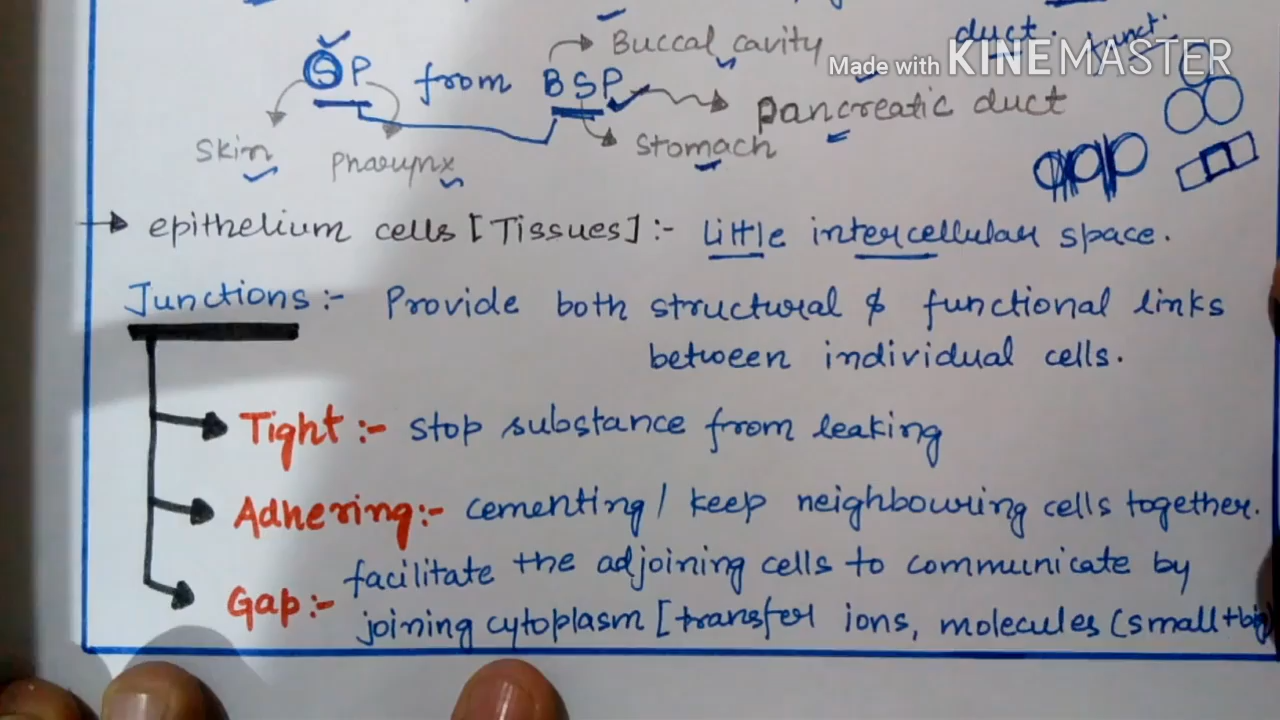 duct. funct.
Buccal cavity
Made with KINEMASTER
SP from BSP
pancreatic duct
Skin
Pharynx
Stomach
gap
→ epithelium cells [Tissues] :- Little intercellular space.
Junctions :- Provide both structural & functional links
between individual cells.
Tight :- stop substance from leaking
Adhering :- cementing / keep neighbouring cells together.
Gap :- facilitate the adjoining cells to communicate by
joining cytoplasm [transfer ions, molecules (small+big)